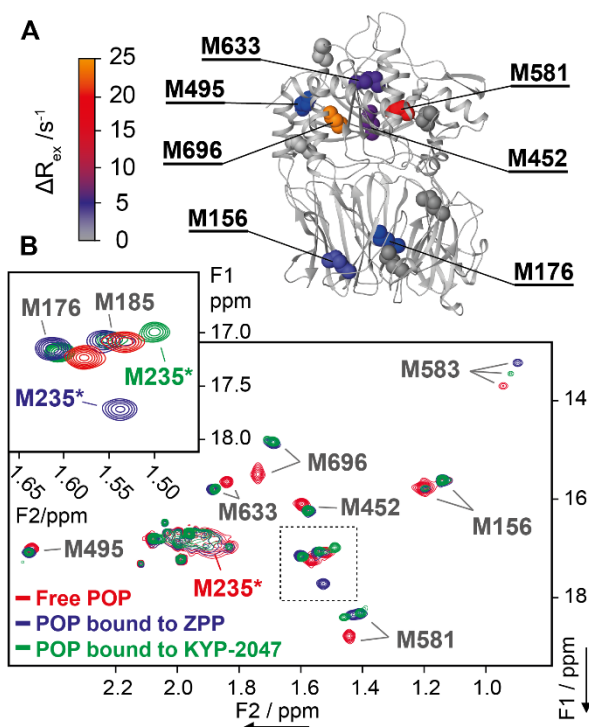 A
25
20
15
10
5
0
ΔRex /s-1
M633
M495
M581
M696
M452
M156
M176
B
M176 M185
F1
ppm
17.0
M235*
M235*
17.5
18.0
1.65
1.60
1.55
1.50
F2/ppm
M583
14
M696
M633
M452
M156
16
M495
M235*
Free POP
POP bound to ZPP
POP bound to KYP-2047
M581
18
2.2 2.0 1.8 1.6 1.4 1.2 1.0
F2 / ppm
F1 / ppm